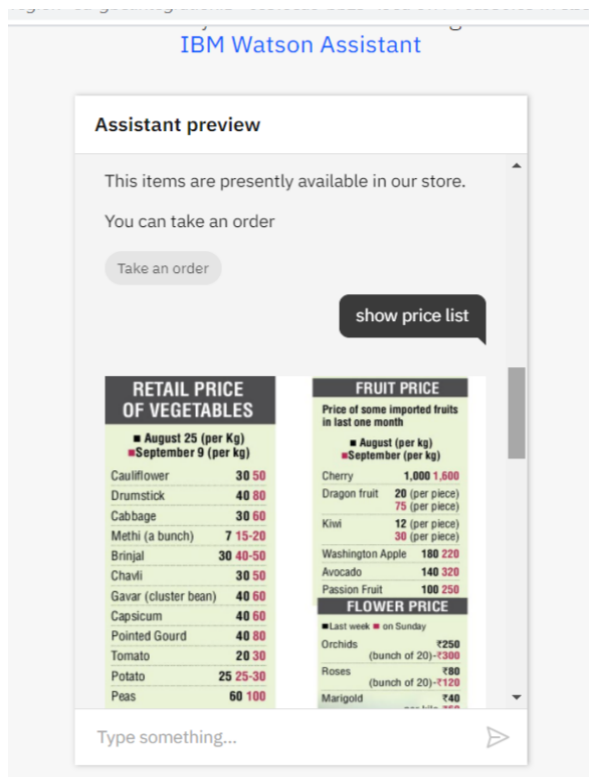 IBM Watson Assistant
Assistant preview
This items are presently available in our store.
You can take an order
Take an order
show price list
RETAIL PRICE
OF VEGETABLES
■ August 25 (per Kg)
■September 9 (per kg)
Cauliflower 30 50
Drumstick 40 80
Cabbage 30 60
Methi (a bunch) 7 15-20
Brinjal 30 40-50
Chavli 30 50
Gavar (cluster bean) 40 60
Capsicum 40 60
Pointed Gourd 40 80
Tomato 20 30
Potato 25 25-30
Peas 60 100
FRUIT PRICE
Price of some imported fruits
in last one month
■ August (per kg)
■September (per kg)
Cherry 1,000 1,600
Dragon fruit 20 (per piece)
75 (per piece)
Kiwi 12 (per piece)
30 (per piece)
Washington Apple 180 220
Avocado 140 320
Passion Fruit 100 250
FLOWER PRICE
■Last week ■ on Sunday
Orchids ₹250
(bunch of 20)-₹300
Roses ₹80
(bunch of 20)-₹120
Marigold ₹40
Type something...